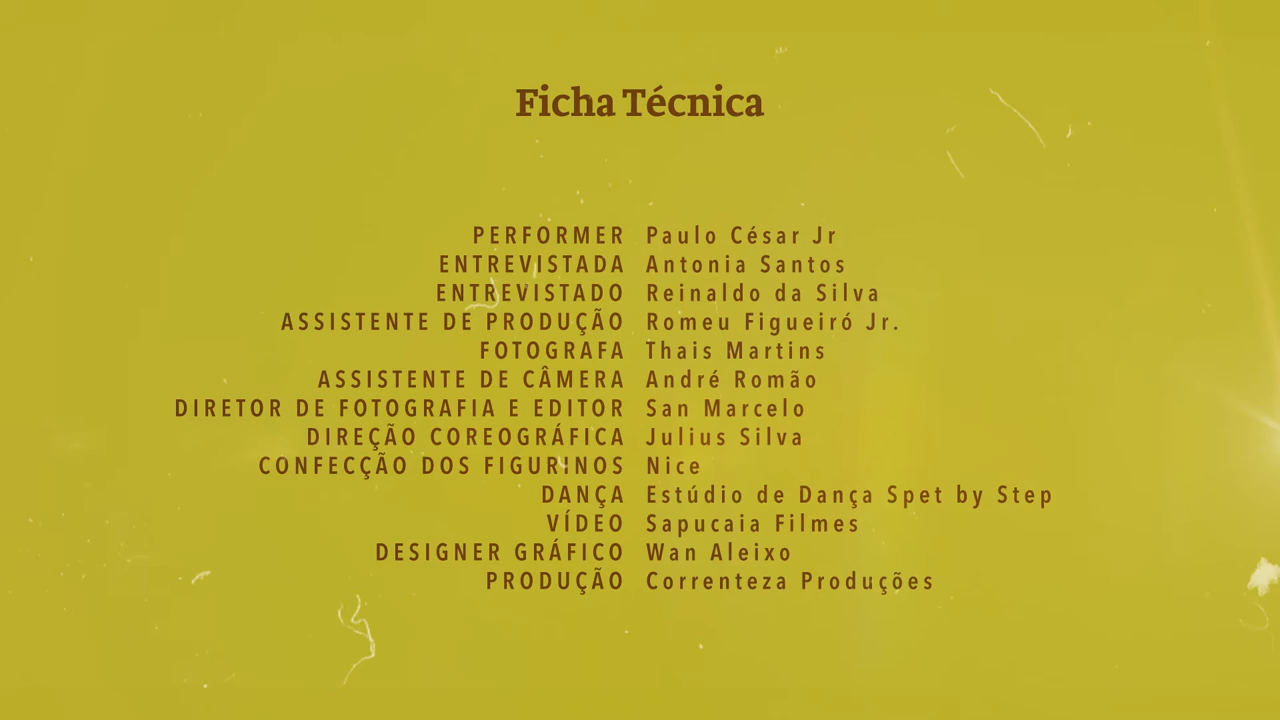 Ficha Técnica
PERFORMER Paulo César Jr
ENTREVISTADA Antonia Santos
ENTREVISTADO Reinaldo da Silva
ASSISTENTE DE PRODUÇÃO Romeu Figueiró Jr.
FOTOGRAFA Thais Martins
ASSISTENTE DE CÂMERA André Romão
DIRETOR DE FOTOGRAFIA E EDITOR San Marcelo
DIREÇÃO COREOGRÁFICA Julius Silva
CONFECÇÃO DOS FIGURINOS Nice
DANÇA Estúdio de Dança Spet by Step
VÍDEO Sapucaia Filmes
DESIGNER GRÁFICO Wan Aleixo
PRODUÇÃO Correnteza Produções